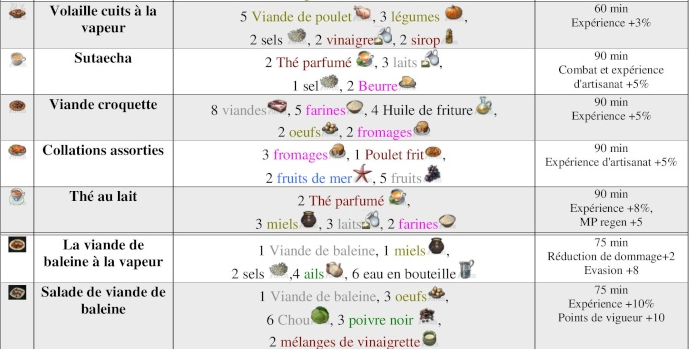 Volaille cuits à la vapeur
5 Viande de poulet, 3 légumes,
2 sels, 2 vinaigre, 2 sirop
60 min
Expérience +3%
Sutaecha
2 Thé parfumé, 3 laits,
1 sel, 2 Beurre
90 min
Combat et expérience
d'artisanat +5%
Viande croquette
8 viandes, 5 farines, 4 Huile de friture,
2 oeufs, 2 fromages
90 min
Expérience +5%
Collations assorties
3 fromages, 1 Poulet frit,
2 fruits de mer, 5 fruits
90 min
Expérience d'artisanat +5%
Thé au lait
2 Thé parfumé,
3 miels, 3 laits, 2 farines
90 min
Expérience +8%,
MP regen +5
La viande de
baleine à la vapeur
1 Viande de baleine, 1 miels,
2 sels ,4 ails, 6 eau en bouteille
75 min
Réduction de dommage+2
Evasion +8
Salade de viande de
baleine
1 Viande de baleine, 3 oeufs,
6 Chou, 3 poivre noir,
2 mélanges de vinaigrette
75 min
Expérience +10%
Points de vigueur +10